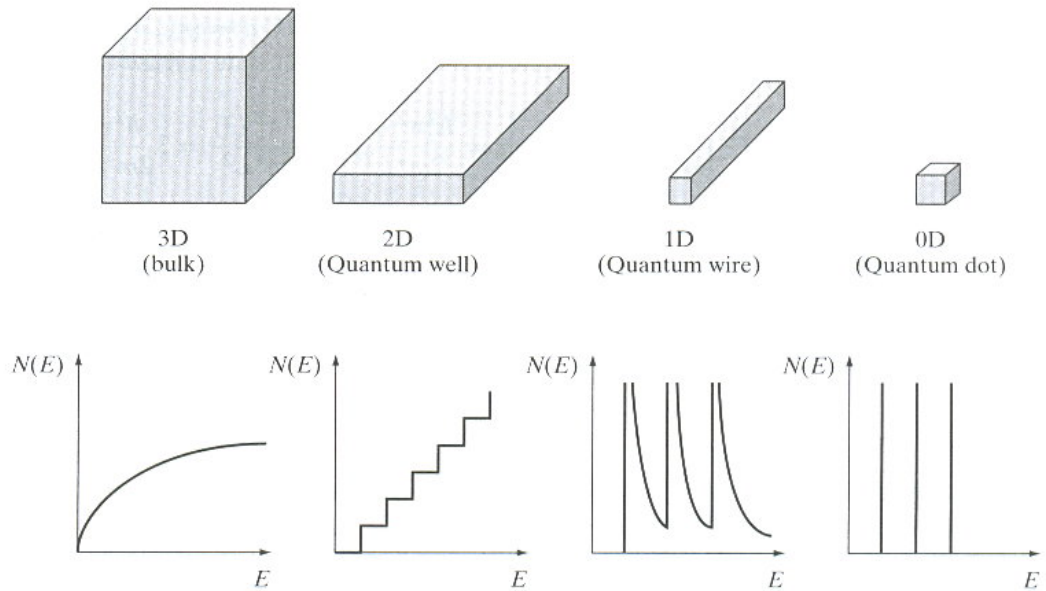 3D
(bulk)
2D
(Quantum well)
1D
(Quantum wire)
0D
(Quantum dot)
N(E)
E
N(E)
E
N(E)
E
N(E)
E